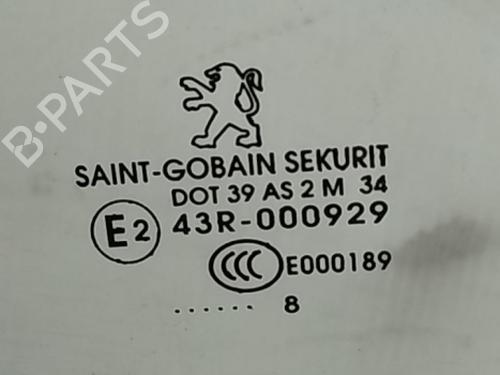 B-PARTS
SAINT-GOBAIN SEKURIT
DOT 39 AS 2 M 34
E2 43R-000929
CCC E000189
...... 8